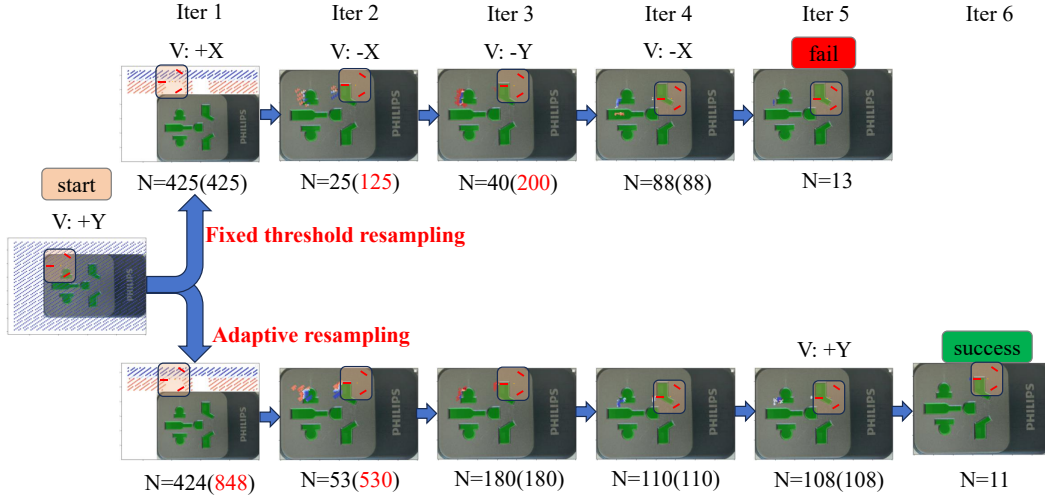 Iter 1 Iter 2 Iter 3 Iter 4 Iter 5 Iter 6
V: +X V: -X V: -Y V: -X fail
PHILIPS PHILIPS PHILIPS PHILIPS PHILIPS
N=425(425) N=25(125) N=40(200) N=88(88) N=13
start
V: +Y
PHILIPS
Fixed threshold resampling
Adaptive resampling
V: +Y success
PHILIPS PHILIPS PHILIPS PHILIPS PHILIPS PHILIPS
N=424(848) N=53(530) N=180(180) N=110(110) N=108(108) N=11